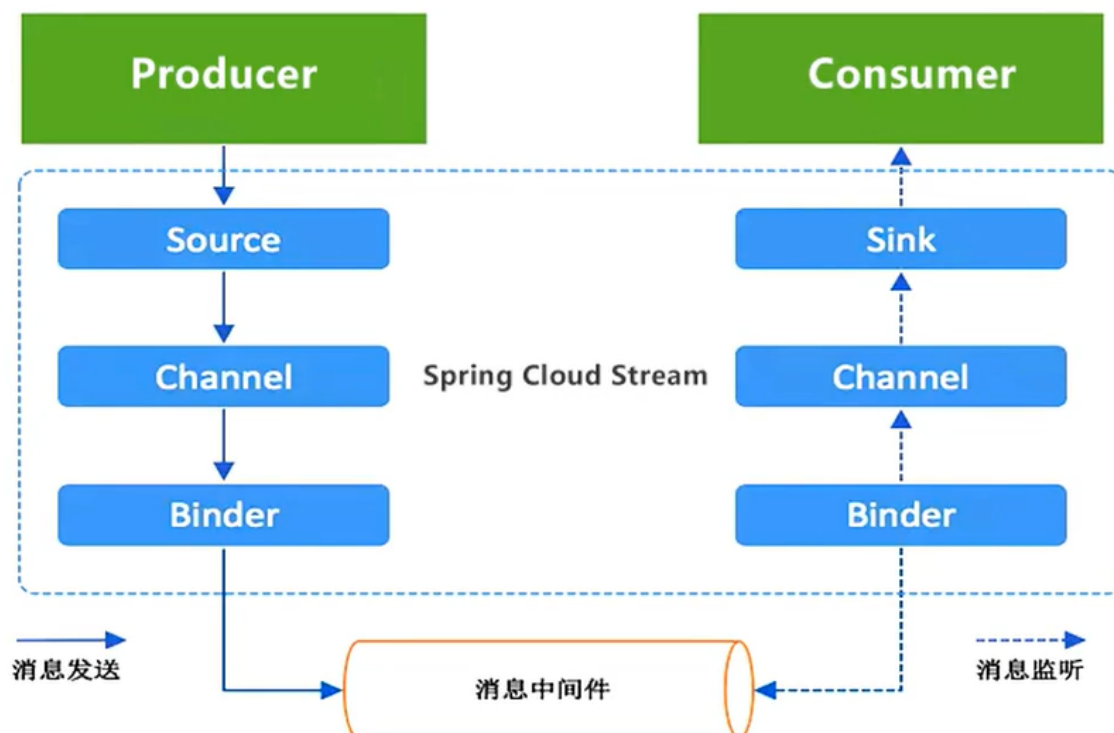 Producer
Consumer
Source
Sink
Channel
Spring Cloud Stream
Channel
Binder
Binder
消息发送
消息中间件
消息监听